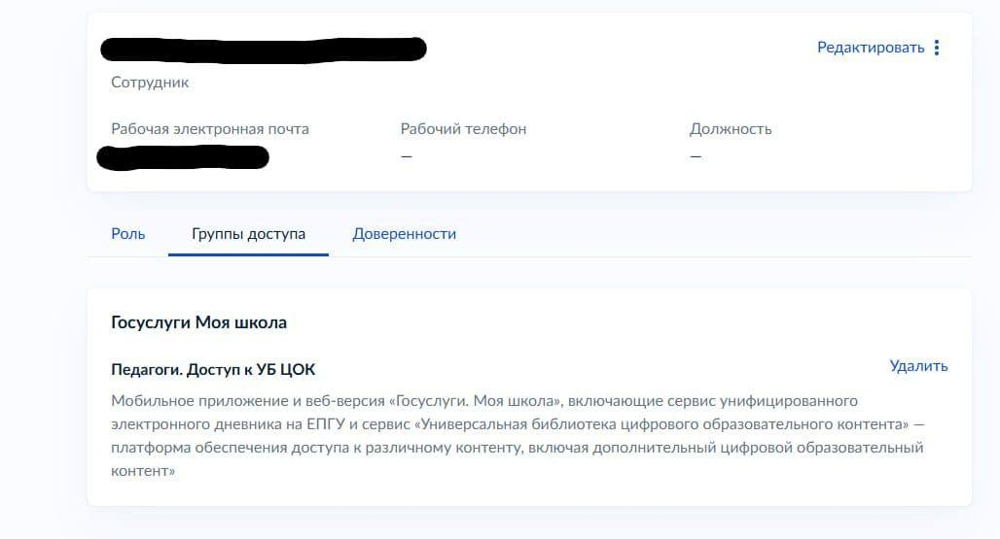 Редактировать
Сотрудник
Рабочая электронная почта Рабочий телефон Должность
— —
Роль Группы доступа Доверенности
Госуслуги Моя школа
Педагоги. Доступ к УБ ЦОК Удалить
Мобильное приложение и веб-версия «Госуслуги. Моя школа», включающие сервис унифицированного
электронного дневника на ЕПГУ и сервис «Универсальная библиотека цифрового образовательного контента» —
платформа обеспечения доступа к различному контенту, включая дополнительный цифровой образовательный
контент»